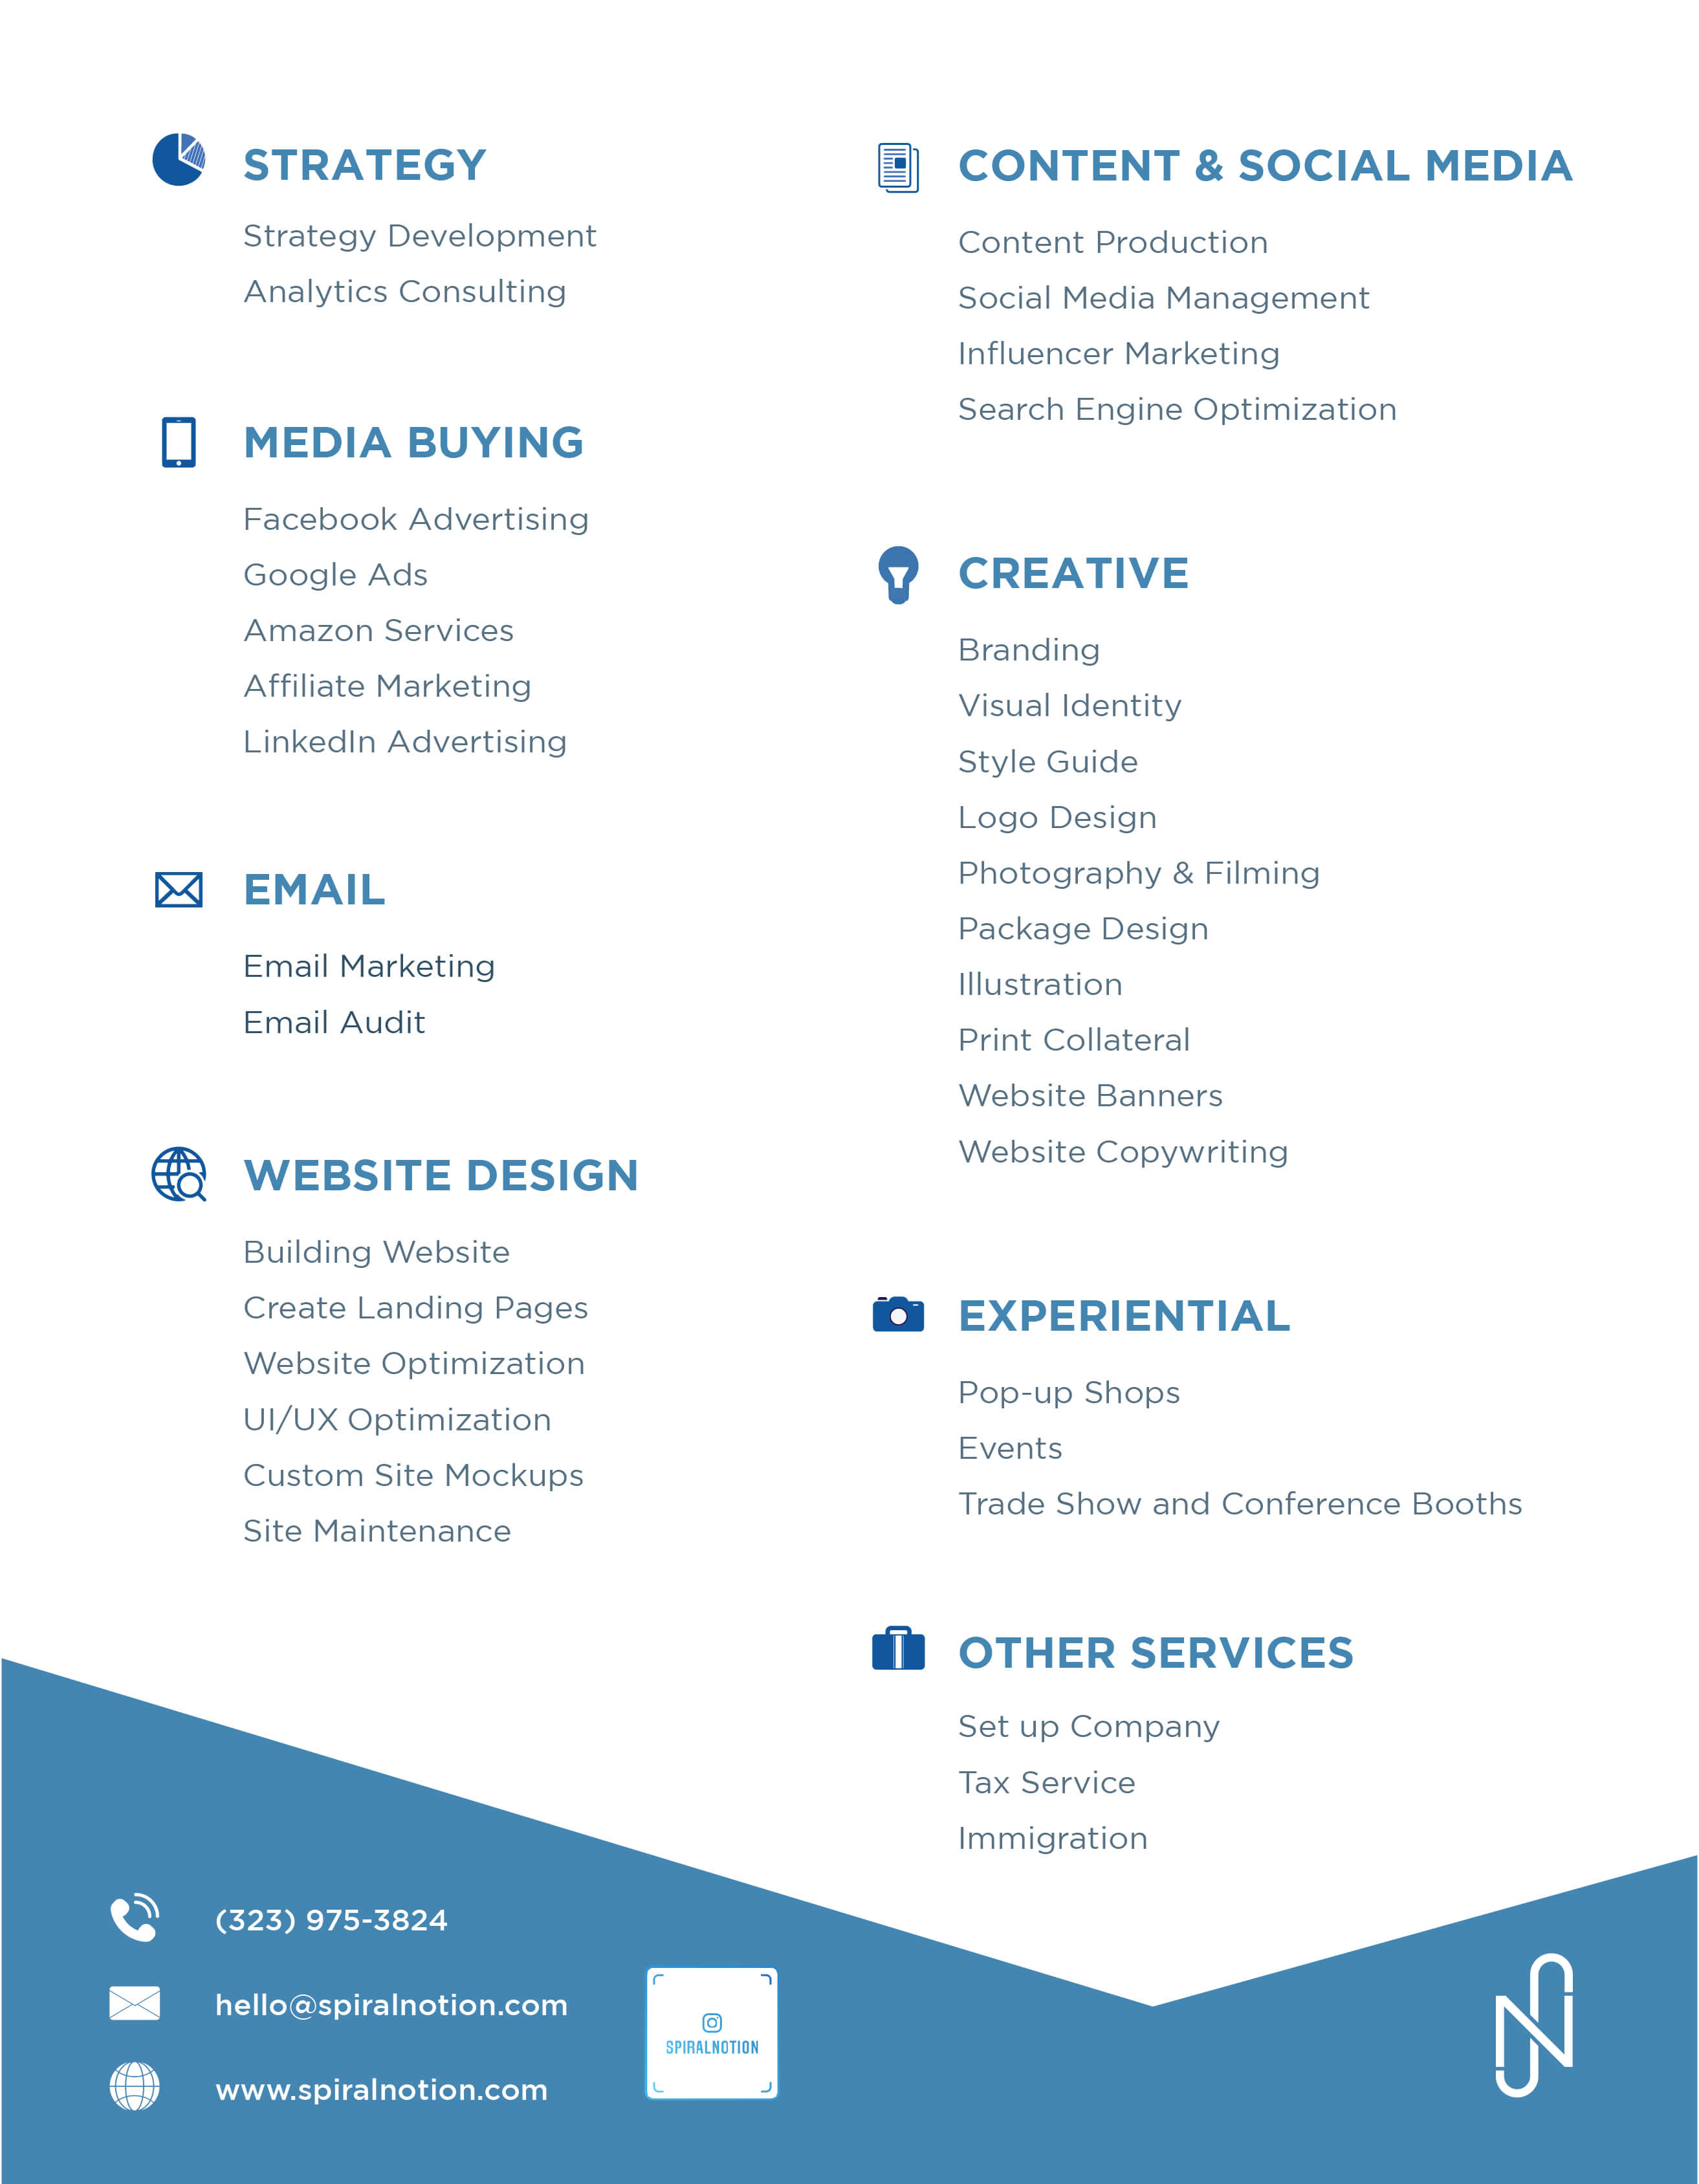 STRATEGY
Strategy Development
Analytics Consulting
MEDIA BUYING
Facebook Advertising
Google Ads
Amazon Services
Affiliate Marketing
LinkedIn Advertising
EMAIL
Email Marketing
Email Audit
WEBSITE DESIGN
Building Website
Create Landing Pages
Website Optimization
UI/UX Optimization
Custom Site Mockups
Site Maintenance
CONTENT & SOCIAL MEDIA
Content Production
Social Media Management
Influencer Marketing
Search Engine Optimization
CREATIVE
Branding
Visual Identity
Style Guide
Logo Design
Photography & Filming
Package Design
Illustration
Print Collateral
Website Banners
Website Copywriting
EXPERIENTIAL
Pop-up Shops
Events
Trade Show and Conference Booths
OTHER SERVICES
Set up Company
Tax Service
Immigration
(323) 975-3824
hello@spiralnotion.com
www.spiralnotion.com
SPIRALNOTION